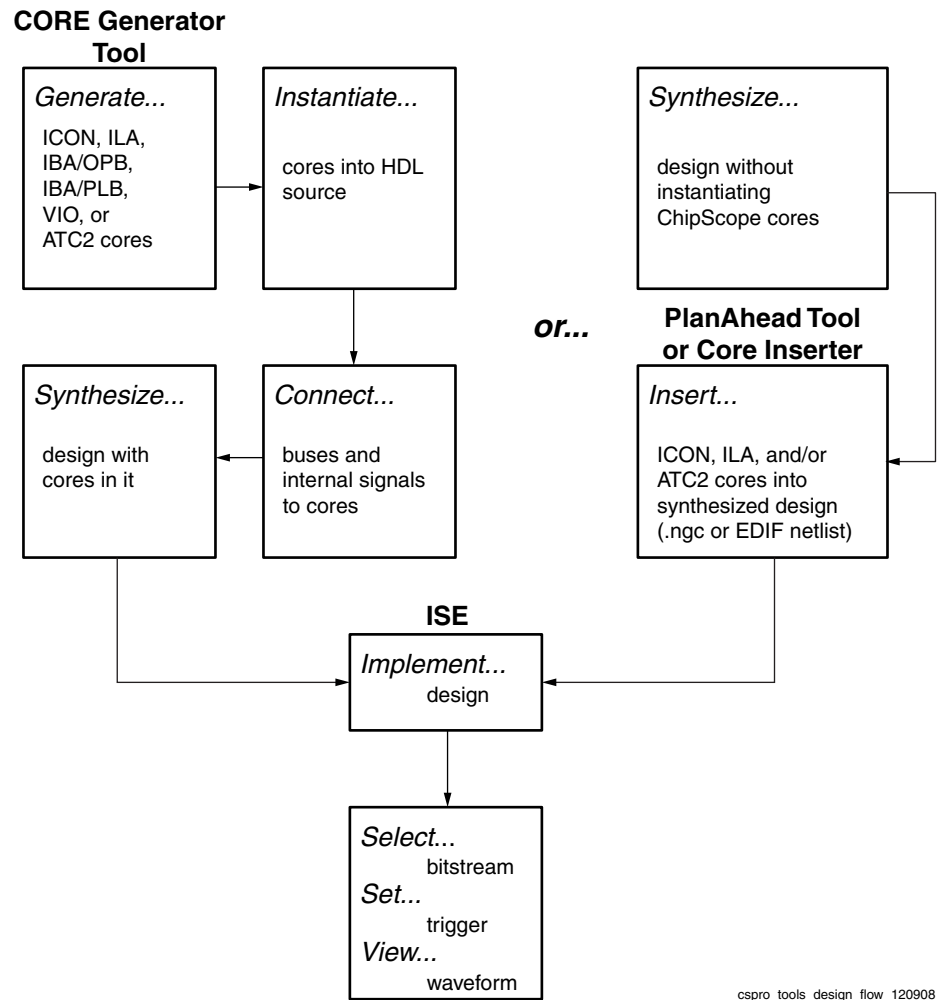 CORE Generator
Tool
Generate...
ICON, ILA,
IBA/OPB,
IBA/PLB,
VIO, or
ATC2 cores
Instantiate...
cores into HDL
source
Synthesize...
design without
instantiating
ChipScope cores
or...
PlanAhead Tool
or Core Inserter
Synthesize...
design with
cores in it
Connect...
buses and
internal signals
to cores
Insert...
ICON, ILA, and/or
ATC2 cores into
synthesized design
(.ngc or EDIF netlist)
ISE
Implement...
design
Select...
bitstream
Set...
trigger
View...
waveform
cspro_tools_design_flow_120908